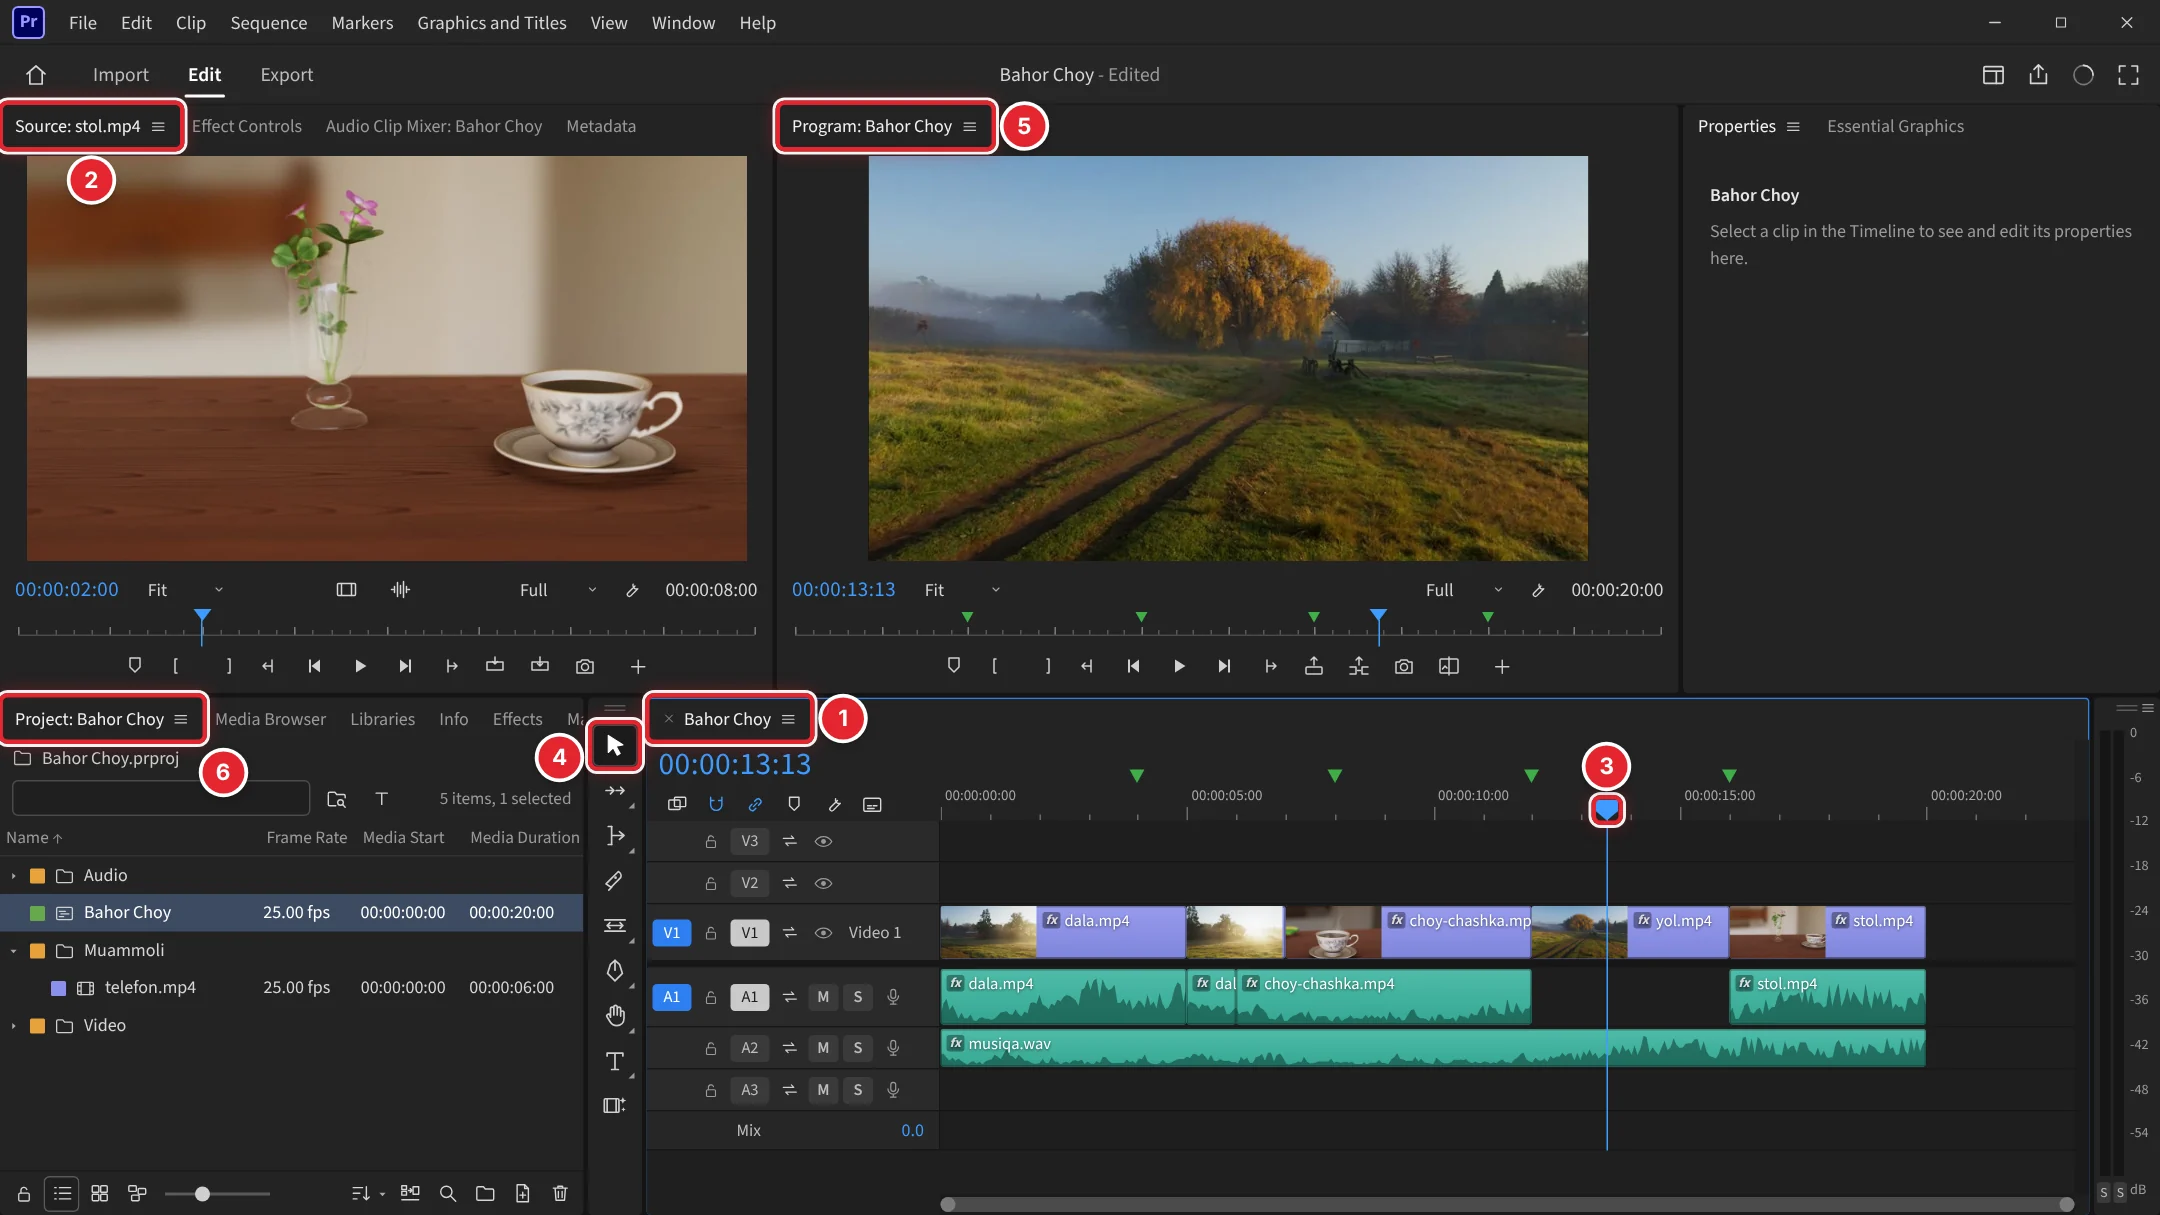 Pr File Edit Clip Sequence Markers Graphics and Titles View Window Help
Import Edit Export
Bahor Choy - Edited
Source: stol.mp4 Effect Controls Audio Clip Mixer: Bahor Choy Metadata
2
Program: Bahor Choy
5
Properties Essential Graphics
Bahor Choy
Select a clip in the Timeline to see and edit its properties
here.
00:00:02:00 Fit Full 00:00:08:00
00:00:13:13 Fit Full 00:00:20:00
Project: Bahor Choy Media Browser Libraries Info Effects
6
Bahor Choy.prproj
5 items, 1 selected
Name Frame Rate Media Start Media Duration
Audio
Bahor Choy 25.00 fps 00:00:00:00 00:00:20:00
Muammoli
telefon.mp4 25.00 fps 00:00:00:00 00:00:06:00
Video
4
Bahor Choy
1
00:00:13:13
3
00:00:00:00 00:00:05:00 00:00:10:00 00:00:15:00 00:00:20:00
V3
V2
V1 V1 Video 1
fx dala.mp4 fx choy-chashka.mp fx yol.mp4 fx stol.mp4
A1 A1 M S
fx dala.mp4 fx dal fx choy-chashka.mp4 fx stol.mp4
A2 M S
fx musiqa.wav
A3 M S
Mix 0.0
0
-6
-12
-18
-24
-30
-36
-42
-48
-54
S S dB